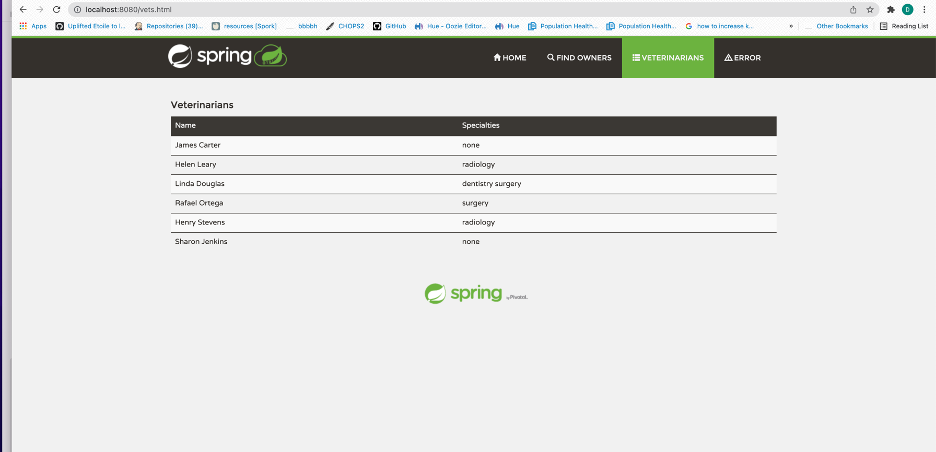 localhost:8080/vets.html
D
Apps Uplifted Etoile to I... Repositories (39)... resources [Spork] bbbbh CHOPS2 GitHub Hue - Oozie Editor... Hue Population Health... Population Health... how to increase k... » Other Bookmarks Reading List
spring HOME FIND OWNERS VETERINARIANS ERROR
Veterinarians
Name Specialties
James Carter none
Helen Leary radiology
Linda Douglas dentistry surgery
Rafael Ortega surgery
Henry Stevens radiology
Sharon Jenkins none
spring by Pivotal.